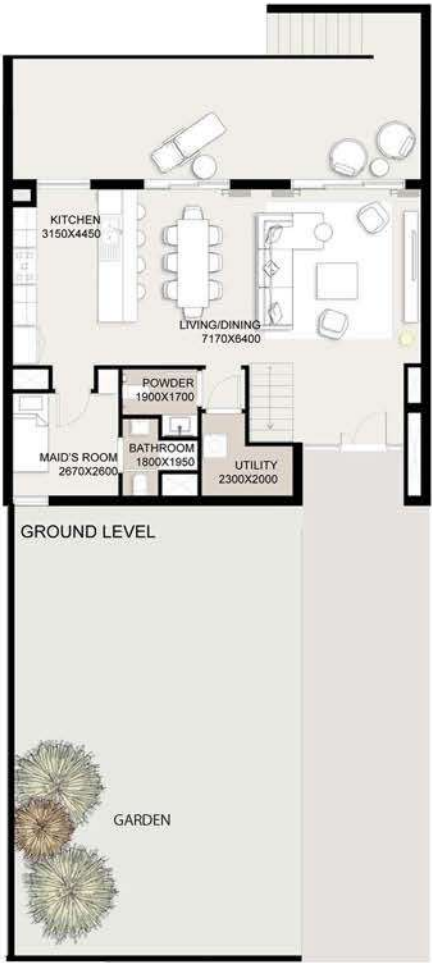 KITCHEN
3150X4450
LIVING/DINING
7170X6400
POWDER
1900X1700
MAID'S ROOM
2670X2600
BATHROOM
1800X1950
UTILITY
2300X2000
GROUND LEVEL
GARDEN